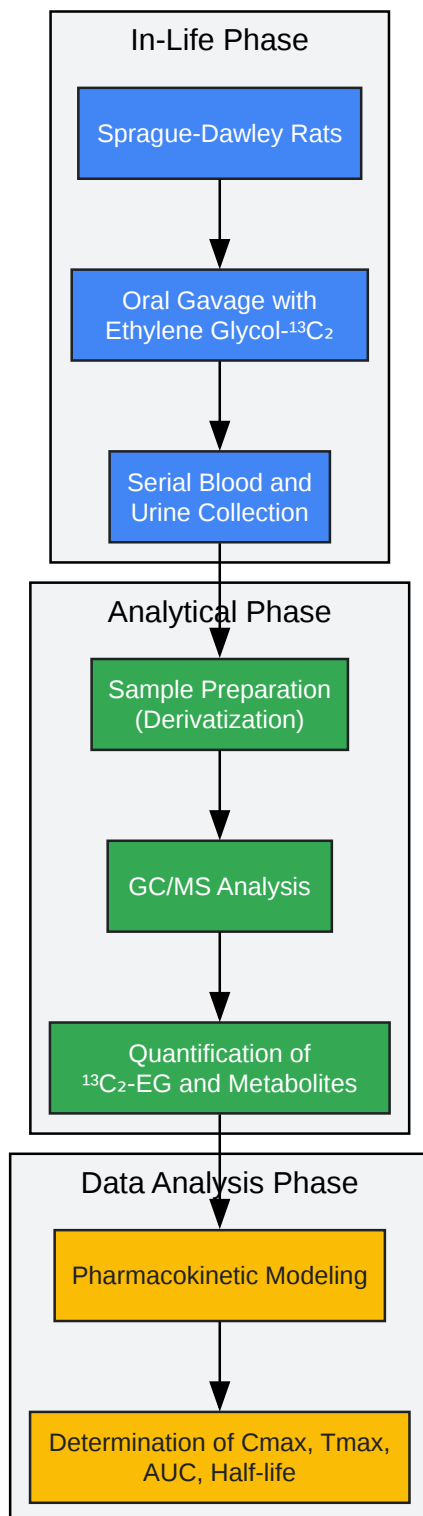 In-Life Phase
Sprague-Dawley Rats
Oral Gavage with
Ethylene Glycol-¹³C₂
Serial Blood and
Urine Collection
Analytical Phase
Sample Preparation
(Derivatization)
GC/MS Analysis
Quantification of
¹³C₂-EG and Metabolites
Data Analysis Phase
Pharmacokinetic Modeling
Determination of Cmax, Tmax,
AUC, Half-life